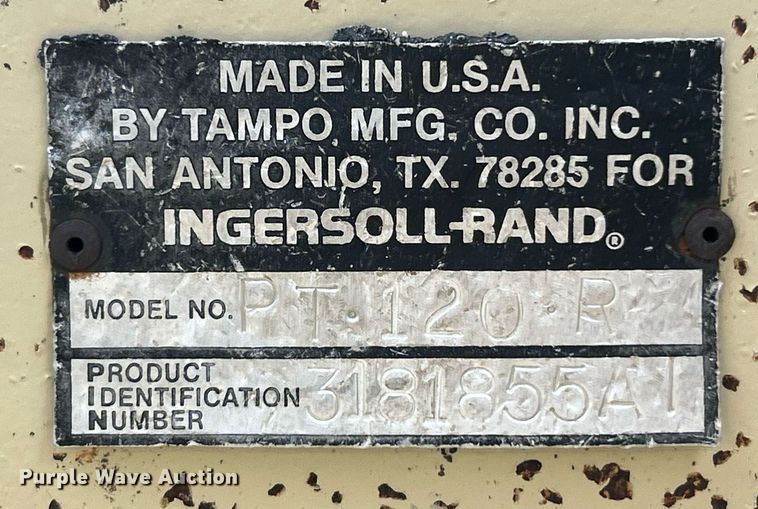 MADE IN U.S.A.
BY TAMPO MFG. CO. INC.
SAN ANTONIO, TX. 78285 FOR
INGERSOLL-RAND®
MODEL NO. PT·120·R
PRODUCT
IDENTIFICATION
NUMBER 3181855A1
Purple Wave Auction